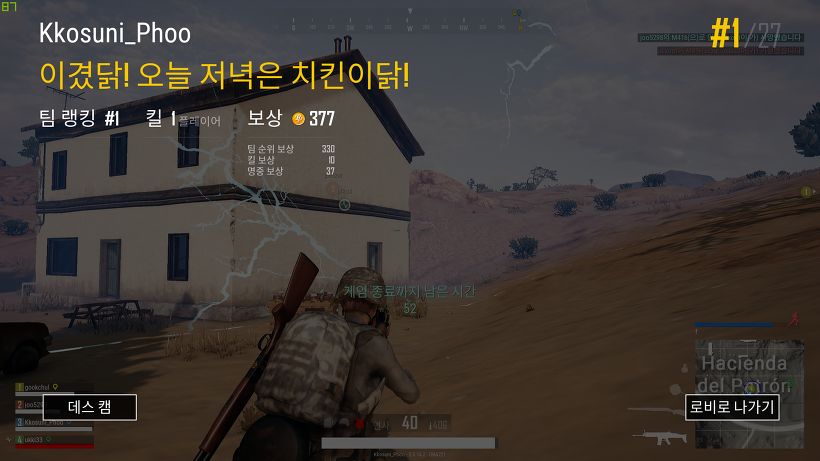 87
Kkosuni_Phoo
#1/27
이겼닭! 오늘 저녁은 치킨이닭!
팀 랭킹 #1 킬 1 플레이어 보상 377
팀 순위 보상 330
킬 보상 10
명중 보상 37
게임 종료까지 남은 시간
52
Hacienda
del Patrón
1 gookchul
2
3 Kkosuni_Phoo
4 ukki33
데스 캠
로비로 나가기
40